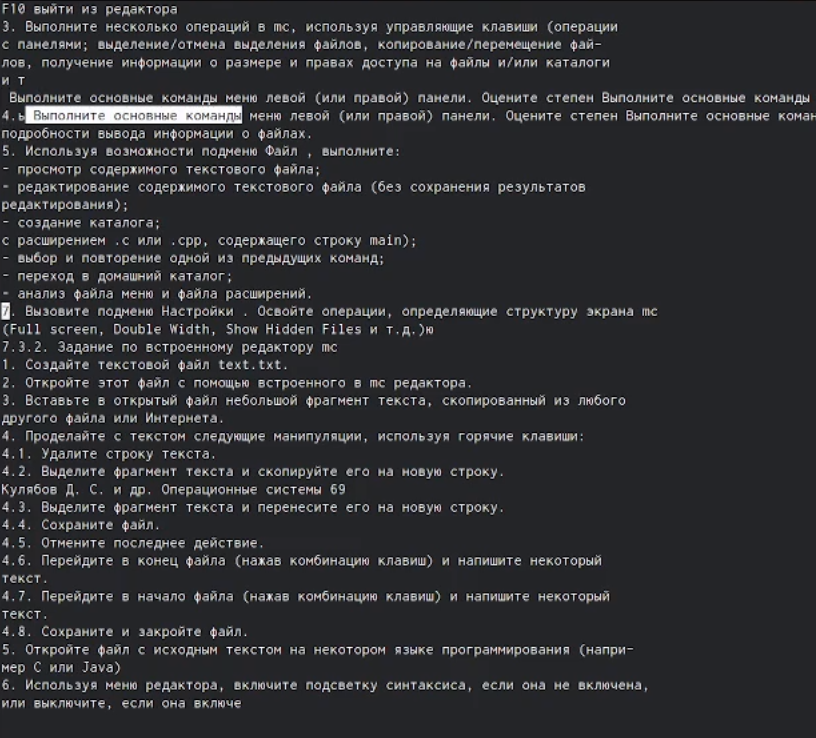 F10 выйти из редактора
3. Выполните несколько операций в mc, используя управляющие клавиши (операции
с панелями; выделение/отмена выделения файлов, копирование/перемещение фай-
лов, получение информации о размере и правах доступа на файлы и/или каталоги
и т
Выполните основные команды меню левой (или правой) панели. Оцените степен Выполните основные команды
4.ь Выполните основные команды меню левой (или правой) панели. Оцените степен Выполните основные коман
подробности вывода информации о файлах.
5. Используя возможности подменю Файл , выполните:
- просмотр содержимого текстового файла;
- редактирование содержимого текстового файла (без сохранения результатов
редактирования);
- создание каталога;
с расширением .c или .cpp, содержащего строку main);
- выбор и повторение одной из предыдущих команд;
- переход в домашний каталог;
- анализ файла меню и файла расширений.
7. Вызовите подменю Настройки . Освойте операции, определяющие структуру экрана mc
(Full screen, Double Width, Show Hidden Files и т.д.)ю
7.3.2. Задание по встроенному редактору mc
1. Создайте текстовой файл text.txt.
2. Откройте этот файл с помощью встроенного в mc редактора.
3. Вставьте в открытый файл небольшой фрагмент текста, скопированный из любого
другого файла или Интернета.
4. Проделайте с текстом следующие манипуляции, используя горячие клавиши:
4.1. Удалите строку текста.
4.2. Выделите фрагмент текста и скопируйте его на новую строку.
Кулябов Д. С. и др. Операционные системы 69
4.3. Выделите фрагмент текста и перенесите его на новую строку.
4.4. Сохраните файл.
4.5. Отмените последнее действие.
4.6. Перейдите в конец файла (нажав комбинацию клавиш) и напишите некоторый
текст.
4.7. Перейдите в начало файла (нажав комбинацию клавиш) и напишите некоторый
текст.
4.8. Сохраните и закройте файл.
5. Откройте файл с исходным текстом на некотором языке программирования (напри-
мер C или Java)
6. Используя меню редактора, включите подсветку синтаксиса, если она не включена,
или выключите, если она включе